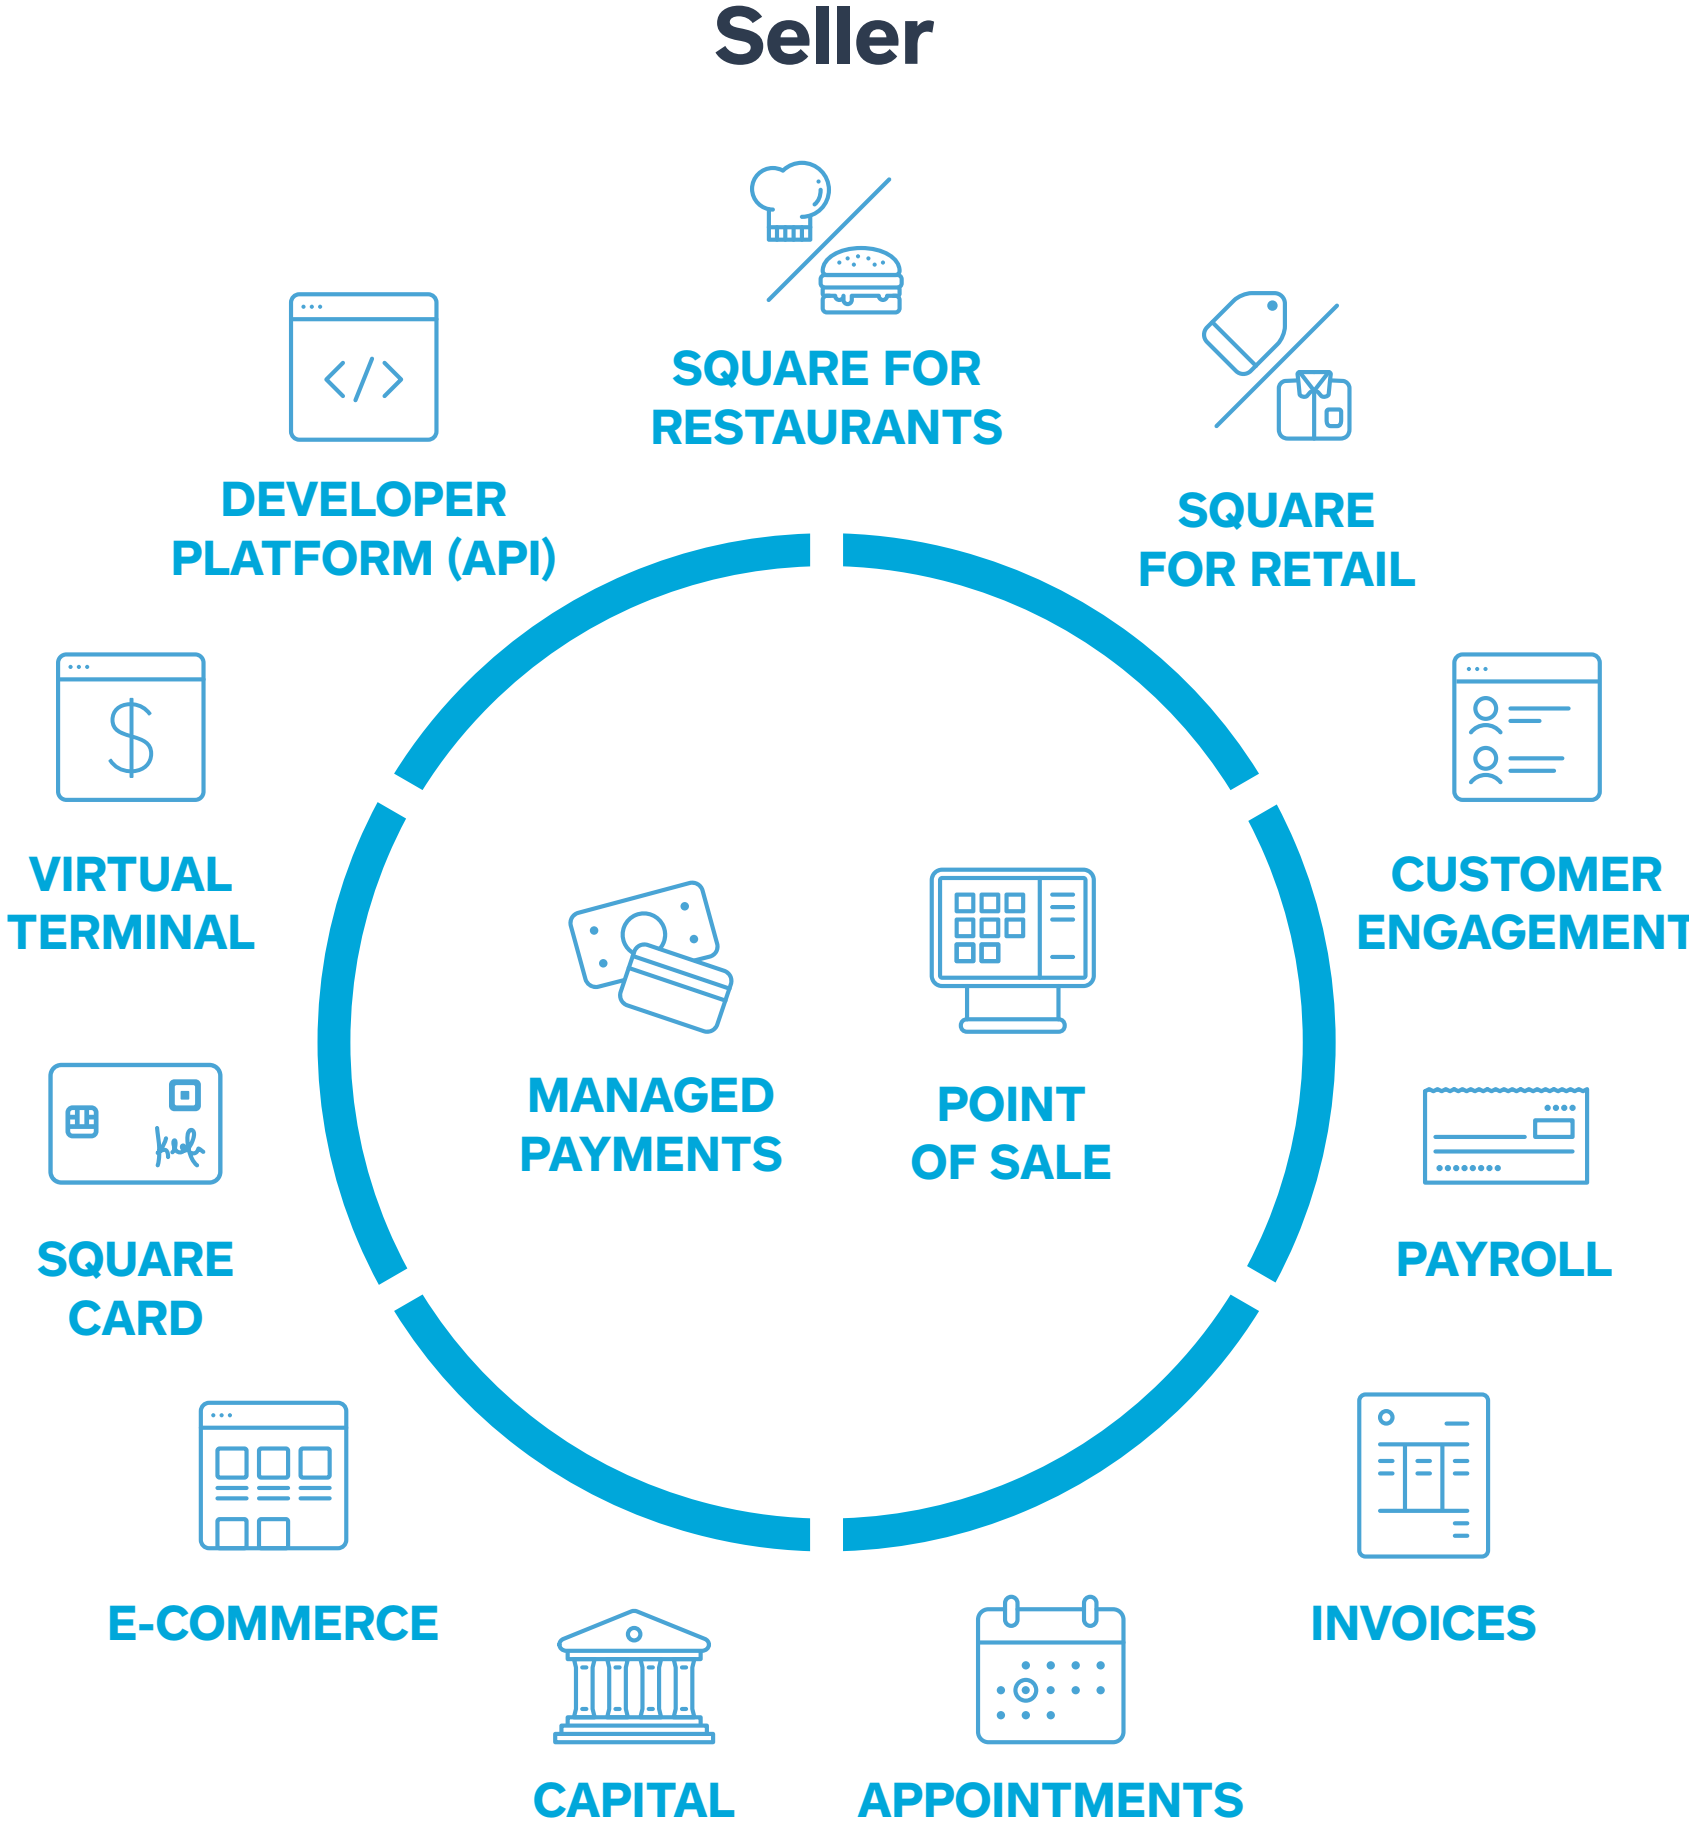 Seller
SQUARE FOR
RESTAURANTS
DEVELOPER
PLATFORM (API)
SQUARE
FOR RETAIL
VIRTUAL
TERMINAL
CUSTOMER
ENGAGEMENT
MANAGED
PAYMENTS
POINT
OF SALE
SQUARE
CARD
PAYROLL
E-COMMERCE
INVOICES
CAPITAL
APPOINTMENTS